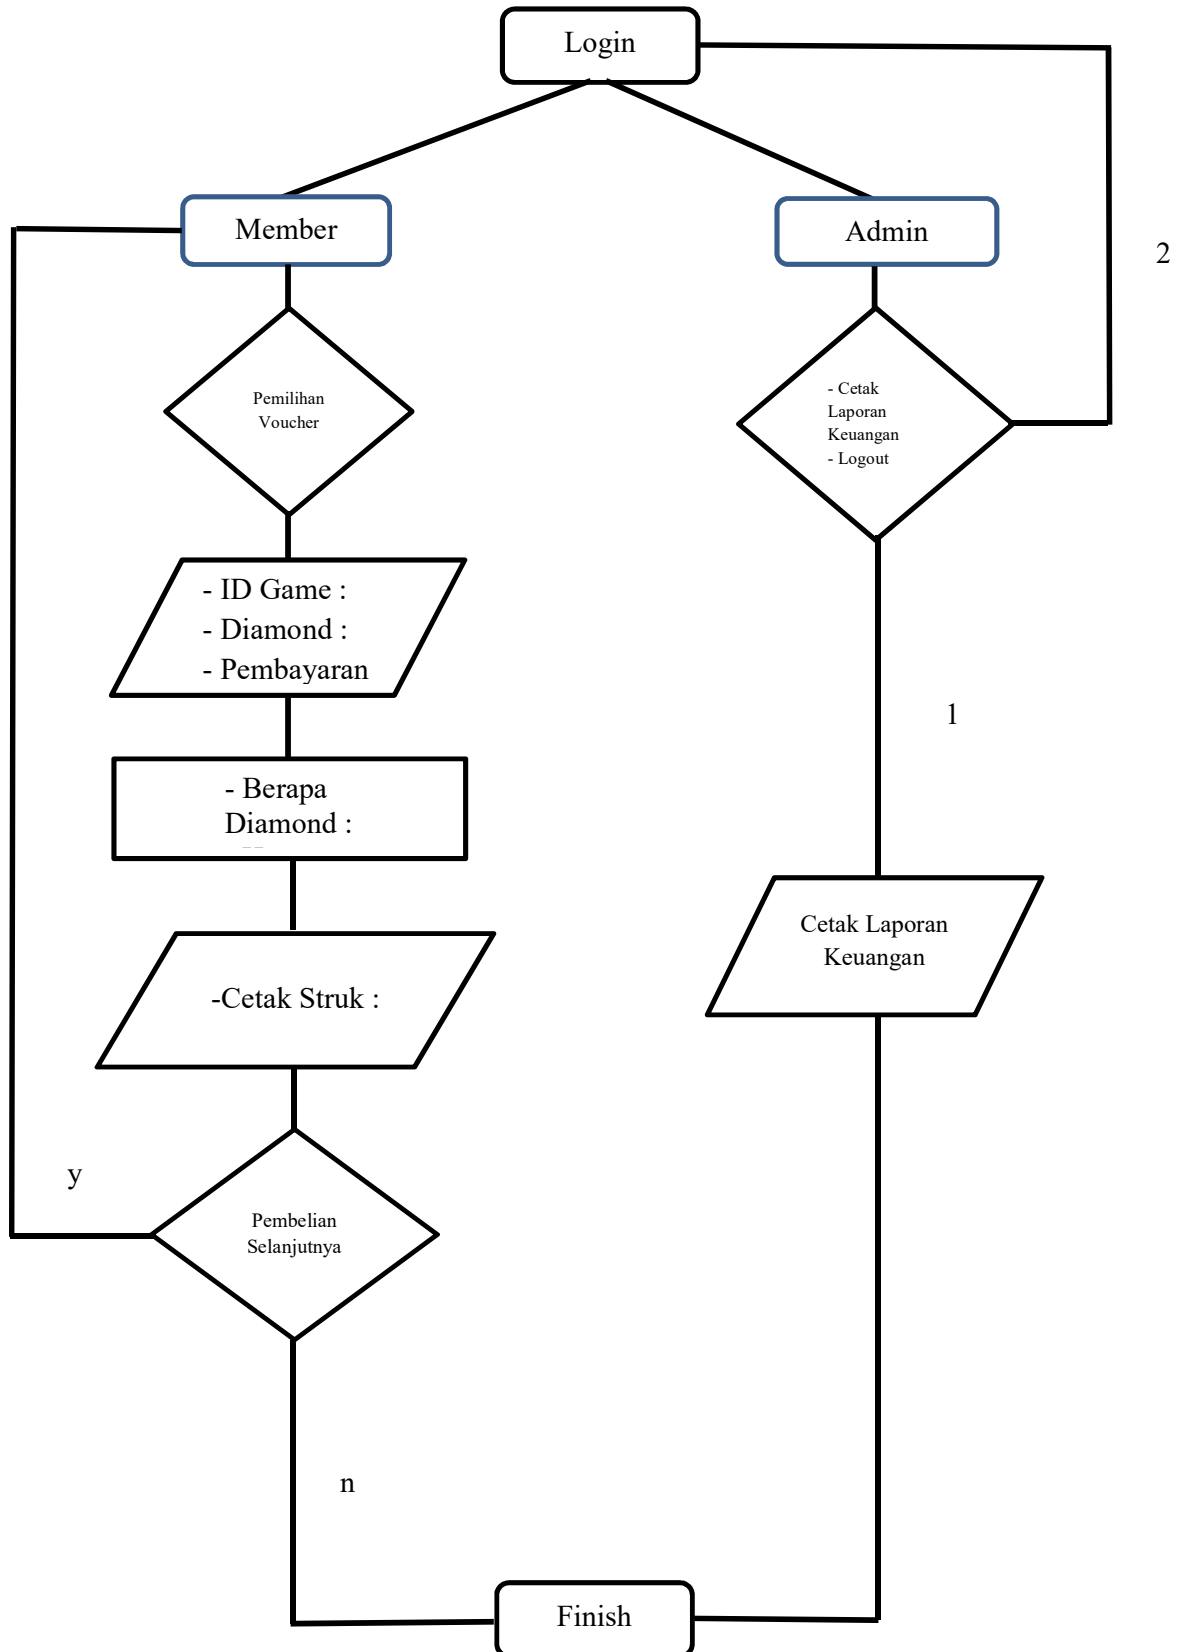 Login
Member
Admin
2
Pemilihan
Voucher
- Cetak
Laporan
Keuangan
- Logout
- ID Game :
- Diamond :
- Pembayaran
1
- Berapa
Diamond :
Cetak Laporan
Keuangan
-Cetak Struk :
y
Pembelian
Selanjutnya
n
Finish